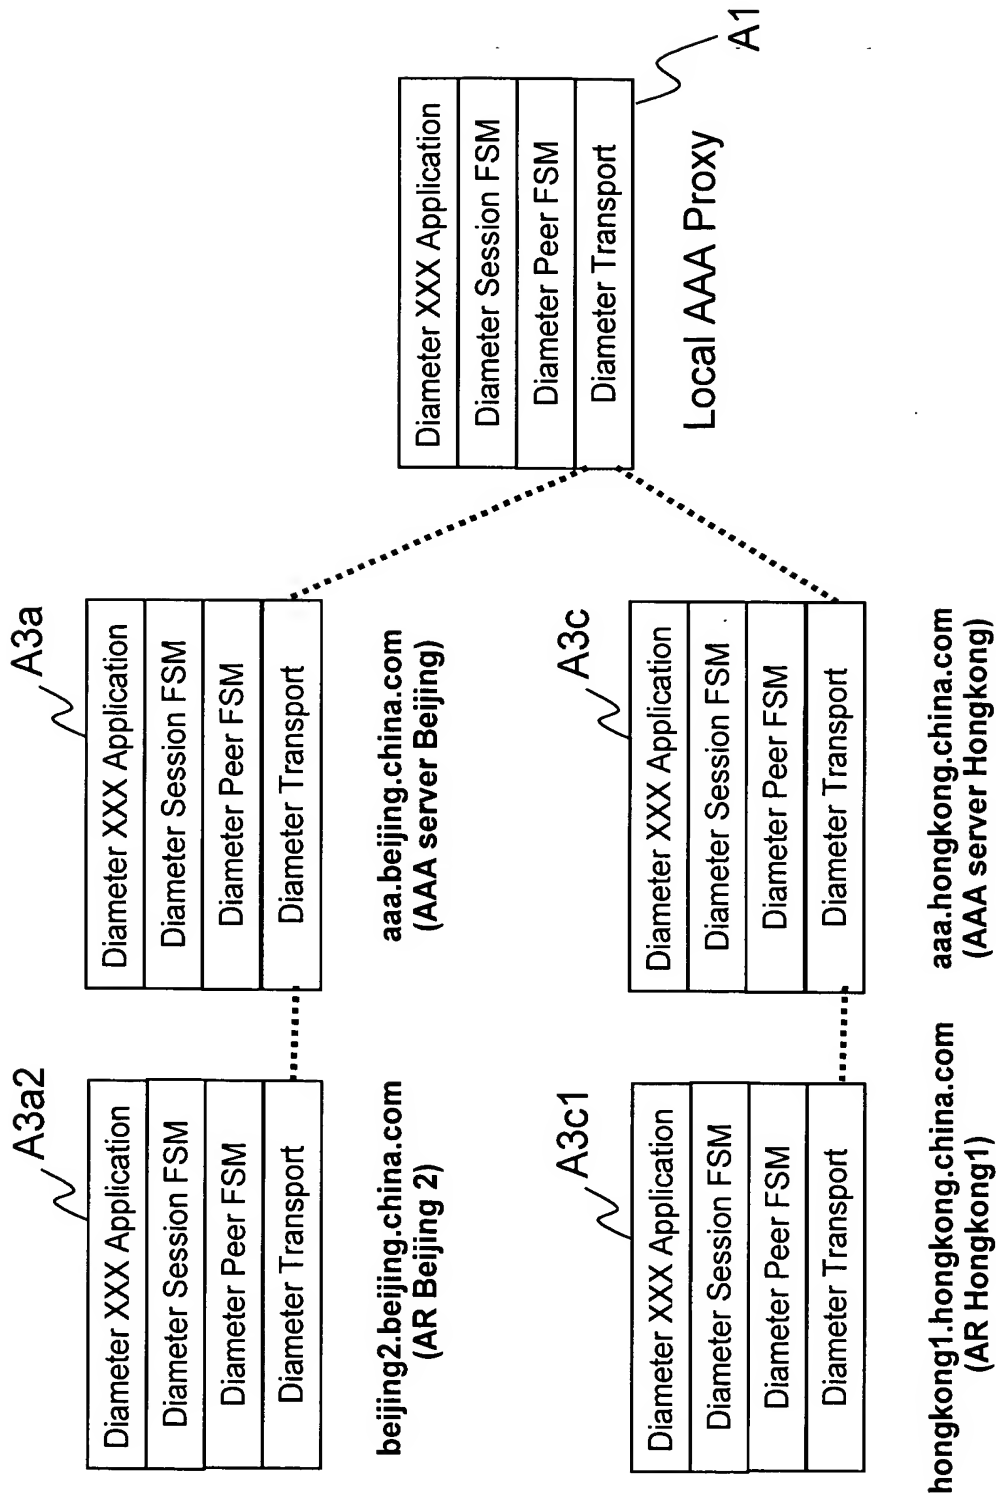 A3a2
Diameter XXX Application
Diameter Session FSM
Diameter Peer FSM
Diameter Transport
beijing2.beijing.china.com
(AR Beijing 2)
A3a
Diameter XXX Application
Diameter Session FSM
Diameter Peer FSM
Diameter Transport
aaa.beijing.china.com
(AAA server Beijing)
Diameter XXX Application
Diameter Session FSM
Diameter Peer FSM
Diameter Transport
A1
Local AAA Proxy
A3c1
Diameter XXX Application
Diameter Session FSM
Diameter Peer FSM
Diameter Transport
hongkong1.hongkong.china.com
(AR Hongkong1)
A3c
Diameter XXX Application
Diameter Session FSM
Diameter Peer FSM
Diameter Transport
aaa.hongkong.china.com
(AAA server Hongkong)